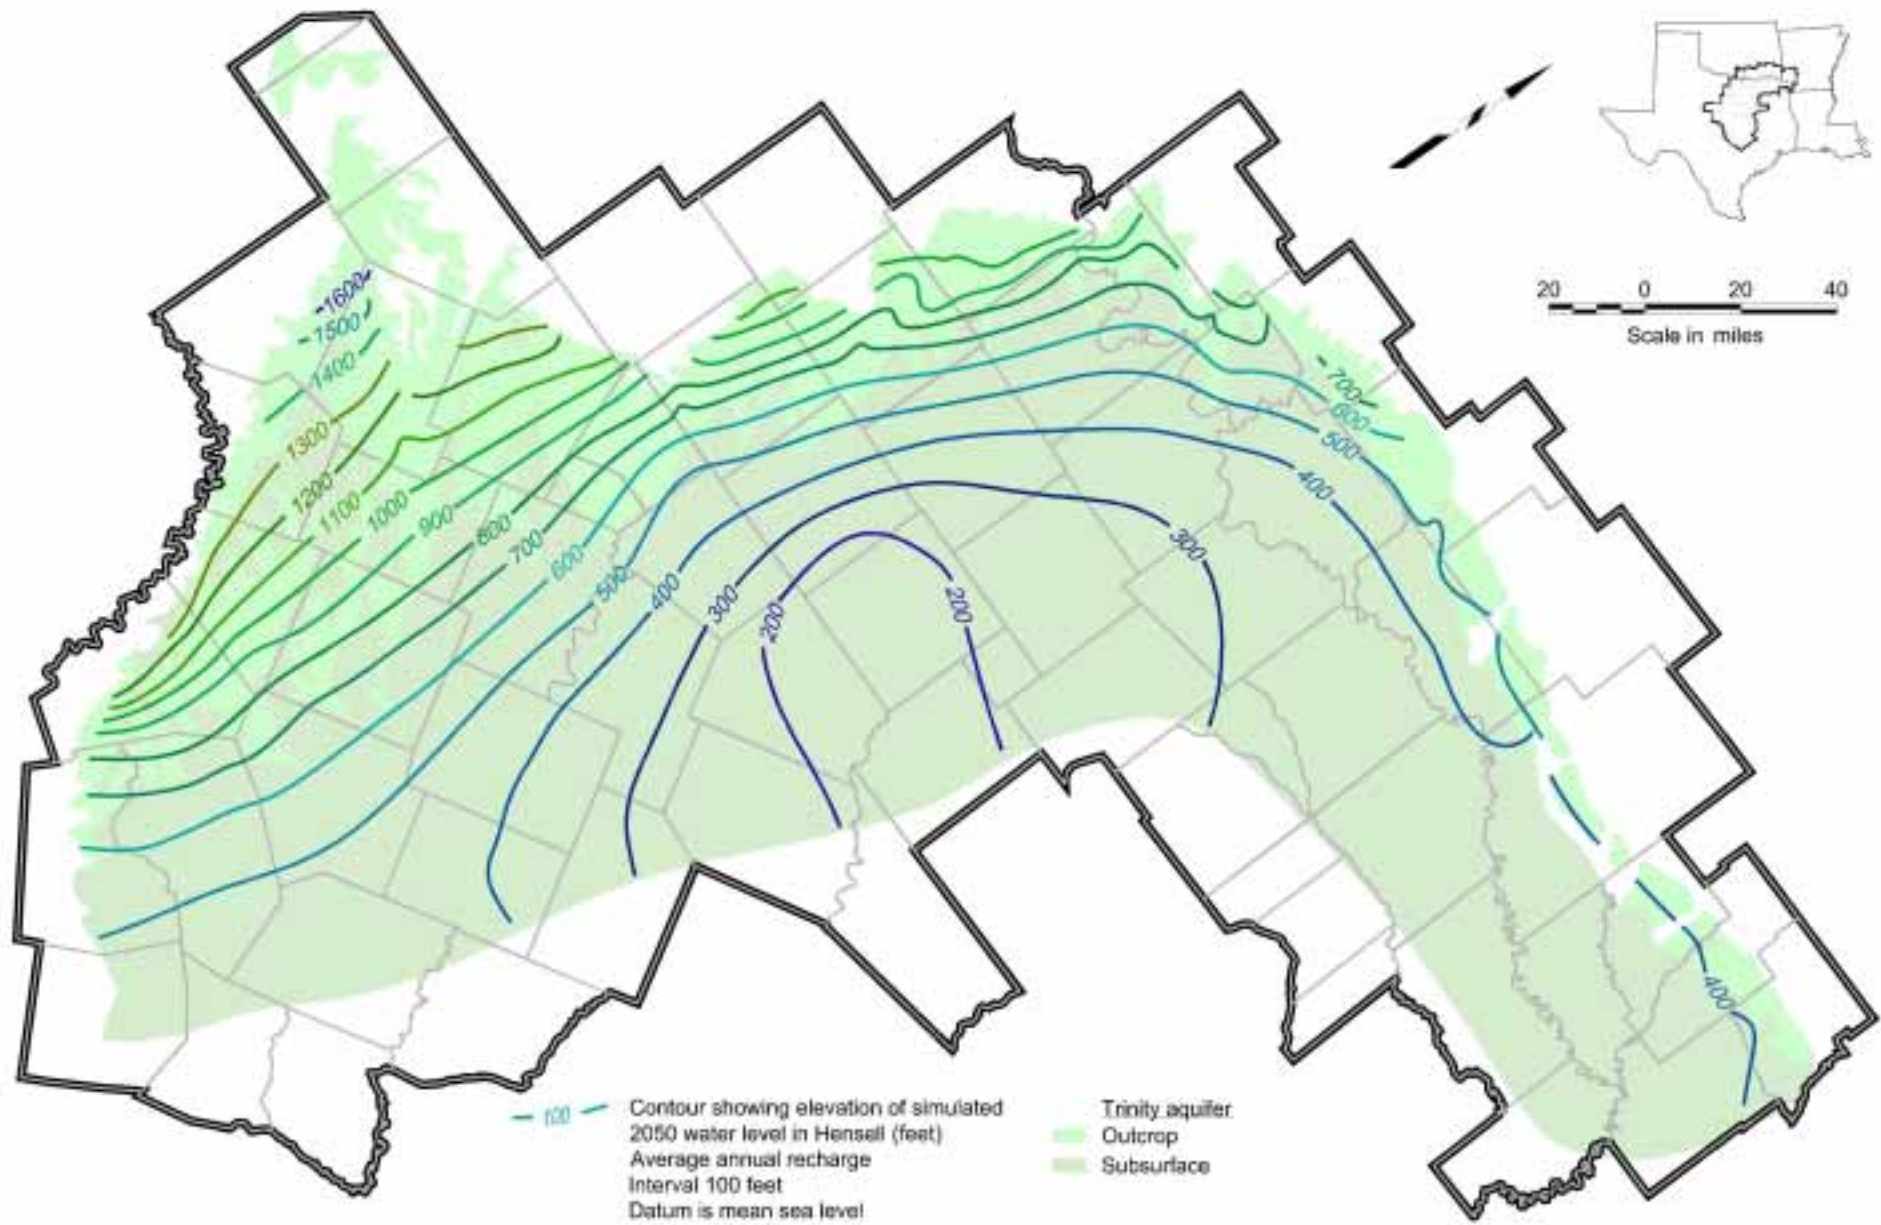 20 0 20 40
Scale in miles
1600
1500
1400
1300
1200
1100
1000
900
800
700
600
500
400
300
200
200
300
400
500
600
700
400
100
Contour showing elevation of simulated
2050 water level in Hensell (feet)
Average annual recharge
Interval 100 feet
Datum is mean sea level
Trinity aquifer
Outcrop
Subsurface